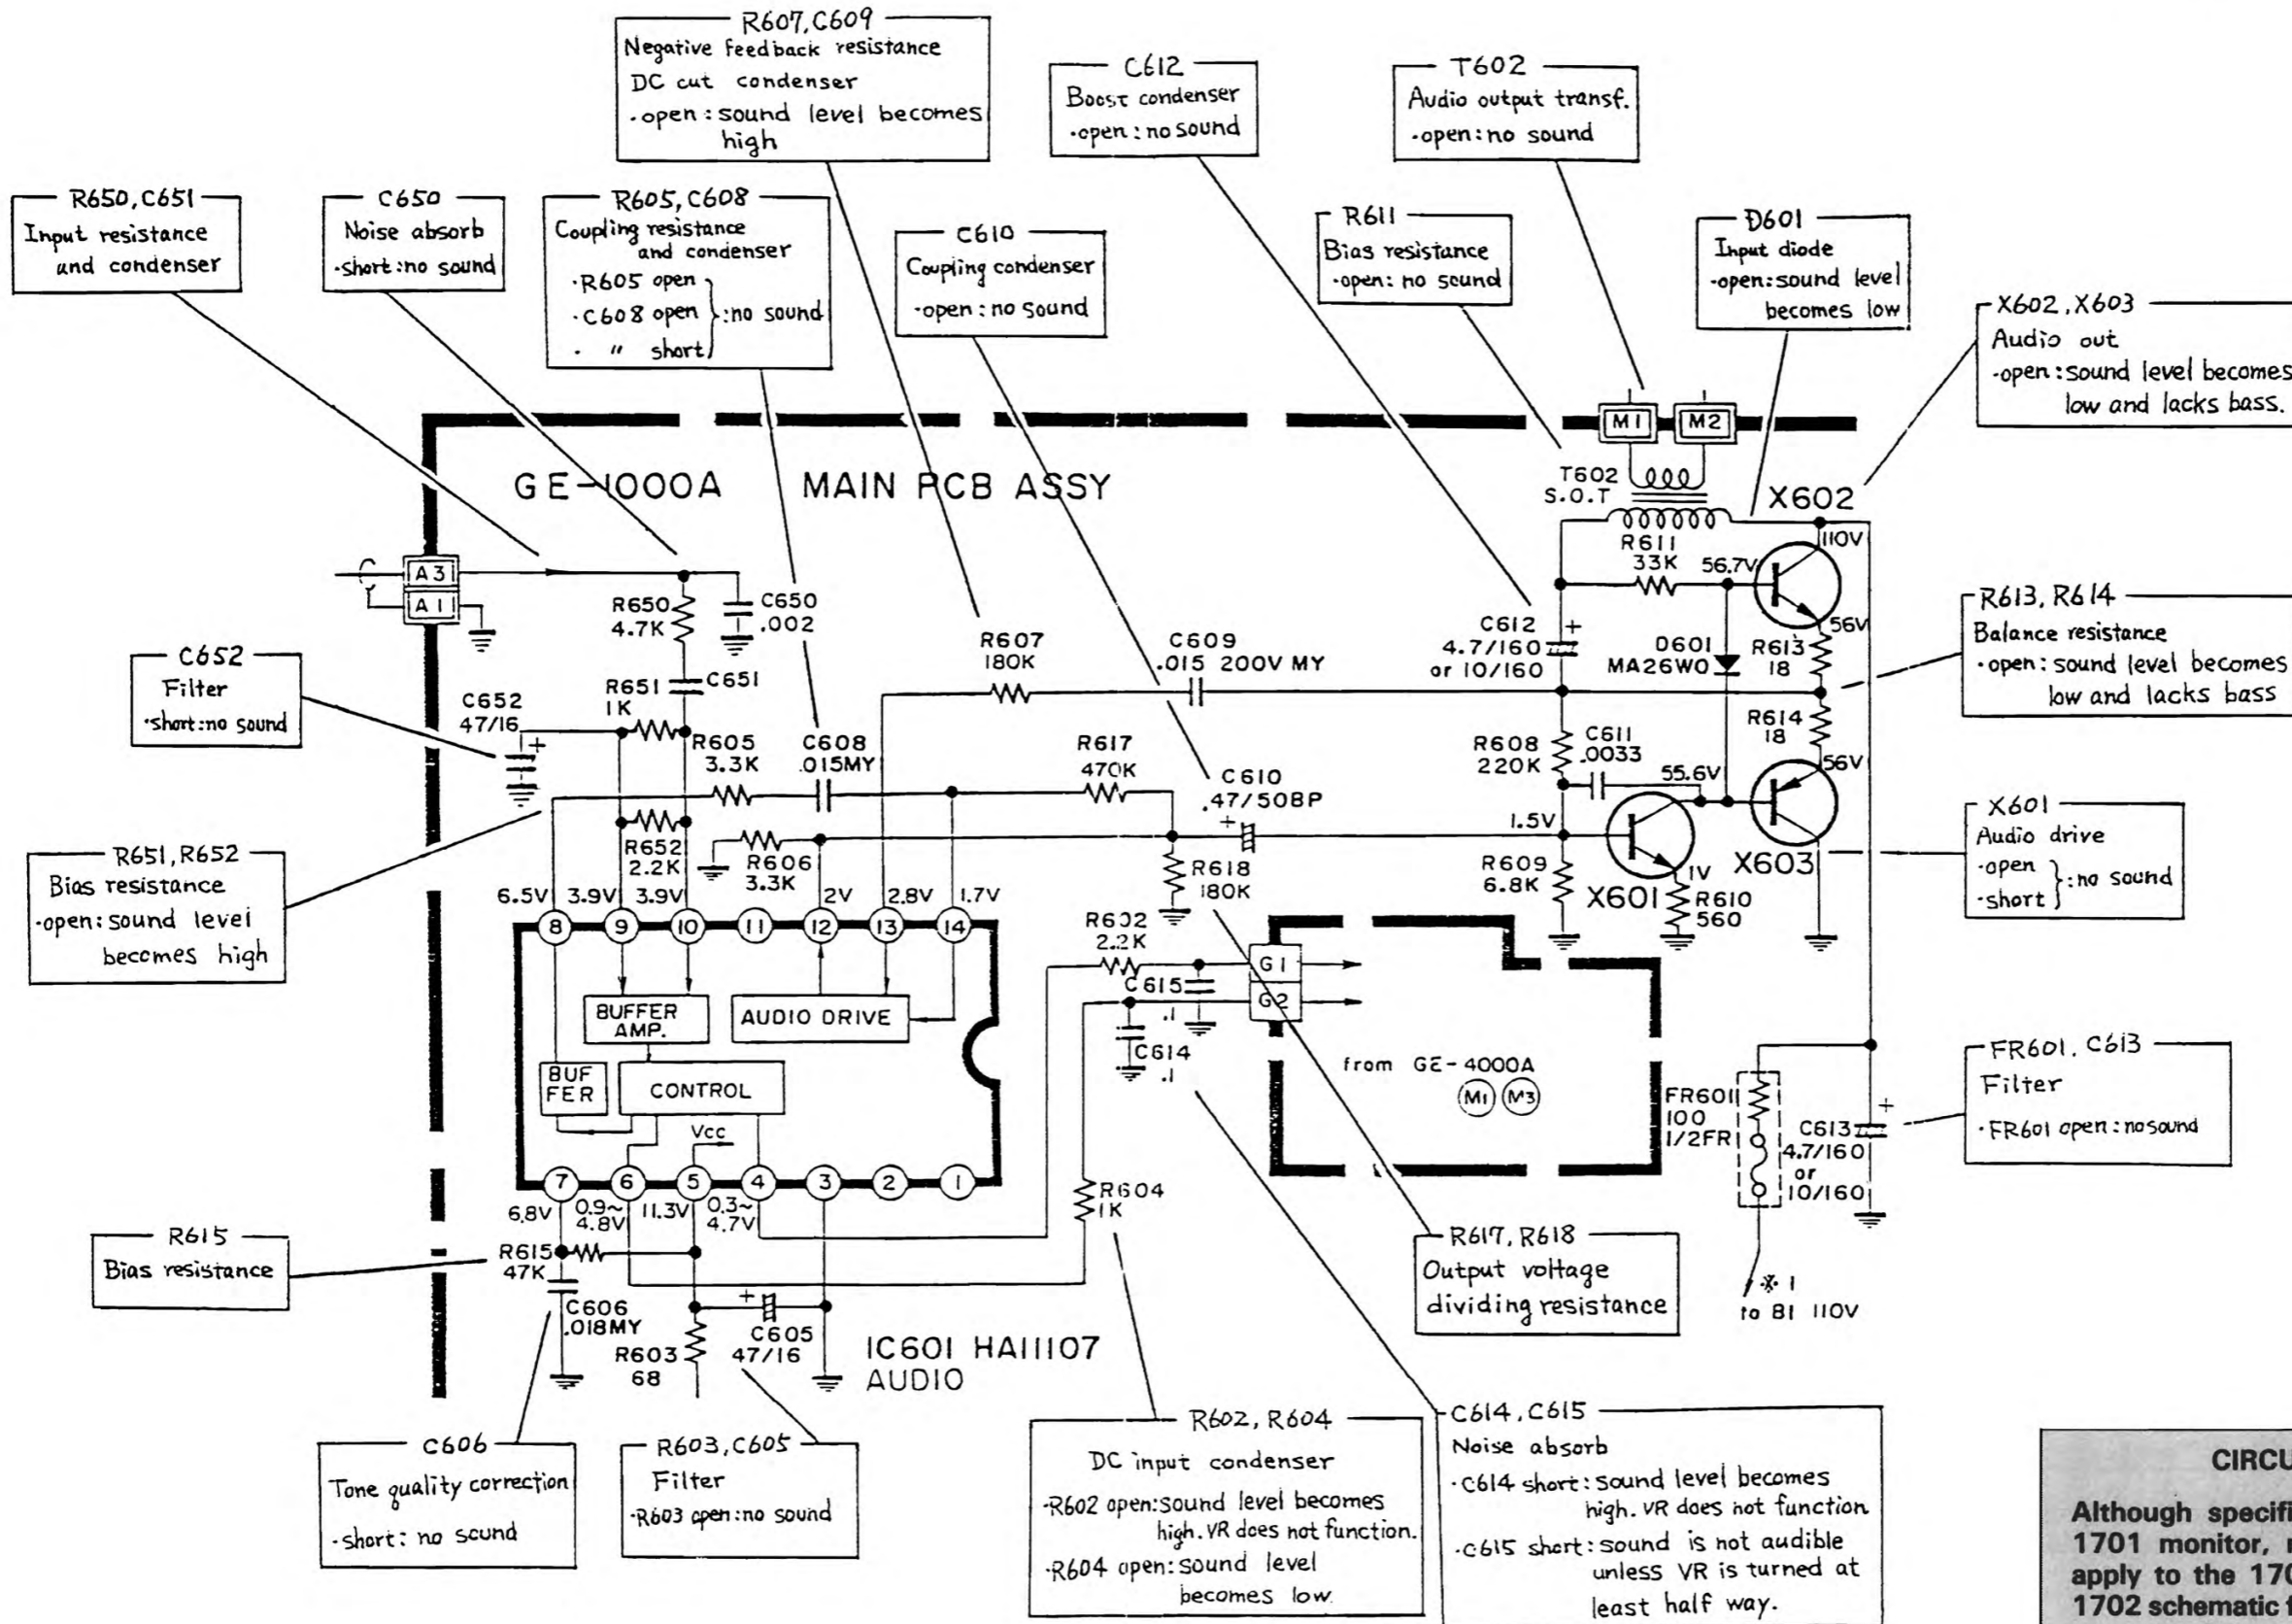 R607, C609
Negative feedback resistance
DC cut condenser
·open : sound level becomes
high
C612
Boost condenser
·open : no sound
T602
Audio output transf.
·open : no sound
R650, C651
Input resistance
and condenser
C650
Noise absorb
·short : no sound
R605, C608
Coupling resistance
and condenser
·R605 open
·C608 open } : no sound
· " short
C610
Coupling condenser
·open : no sound
R611
Bias resistance
·open : no sound
D601
Input diode
·open : sound level
becomes low
X602, X603
Audio out
·open : sound level becomes
low and lacks bass.
M1 M2
GE-1000A MAIN PCB ASSY
T602
S.O.T
X602
110V
R611
33K
56.7V
A3
A1
R650
4.7K
C650
.002
R613, R614
Balance resistance
·open : sound level becomes
low and lacks bass
56V
R607
180K
C609
.015 200V MY
C612
4.7/160
or 10/160
+
D601
MA26WO
R613
18
C652
Filter
·short : no sound
C652
47/16
+
R651
1K
C651
R605
3.3K
C608
.015MY
R617
470K
C610
.47/50BP
+
R608
220K
C611
.0033
55.6V
R614
18
56V
1.5V
X601
Audio drive
·open
·short } : no sound
R651, R652
Bias resistance
·open : sound level
becomes high
R652
2.2K
R606
3.3K
R618
180K
R609
6.8K
X601
1V
R610
560
X603
6.5V 3.9V 3.9V 2V 2.8V 1.7V
8 9 10 11 12 13 14
R602
2.2K
G1
G2
C615
.1
C614
.1
BUFFER
AMP.
AUDIO DRIVE
BUF
FER
CONTROL
Vcc
from GE-4000A
M1 M3
FR601
100
1/2FR
C613
4.7/160
or
10/160
+
FR601, C613
Filter
·FR601 open : no sound
7 6 5 4 3 2 1
6.8V 0.9~
4.8V 11.3V 0.3~
4.7V
R604
1K
R615
Bias resistance
R615
47K
C606
.018MY
R603
68
+
C605
47/16
IC601 HA11107
AUDIO
R617, R618
Output voltage
dividing resistance
※ 1
to B1 110V
C606
Tone quality correction
·short : no sound
R603, C605
Filter
·R603 open : no sound
R602, R604
DC input condenser
·R602 open : sound level becomes
high. VR does not function.
·R604 open : sound level
becomes low.
C614, C615
Noise absorb
·C614 short : sound level becomes
high. VR does not function
·C615 short : sound is not audible
unless VR is turned at
least half way.
CIRCU
Although specifi
1701 monitor,
apply to the 170
1702 schematic